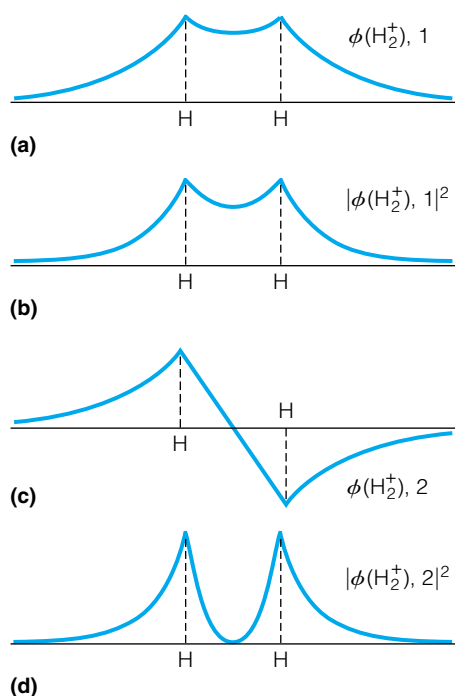 ϕ(H₂⁺), 1
H H
(a)
|ϕ(H₂⁺), 1|²
H H
(b)
H
H
ϕ(H₂⁺), 2
(c)
|ϕ(H₂⁺), 2|²
H H
(d)